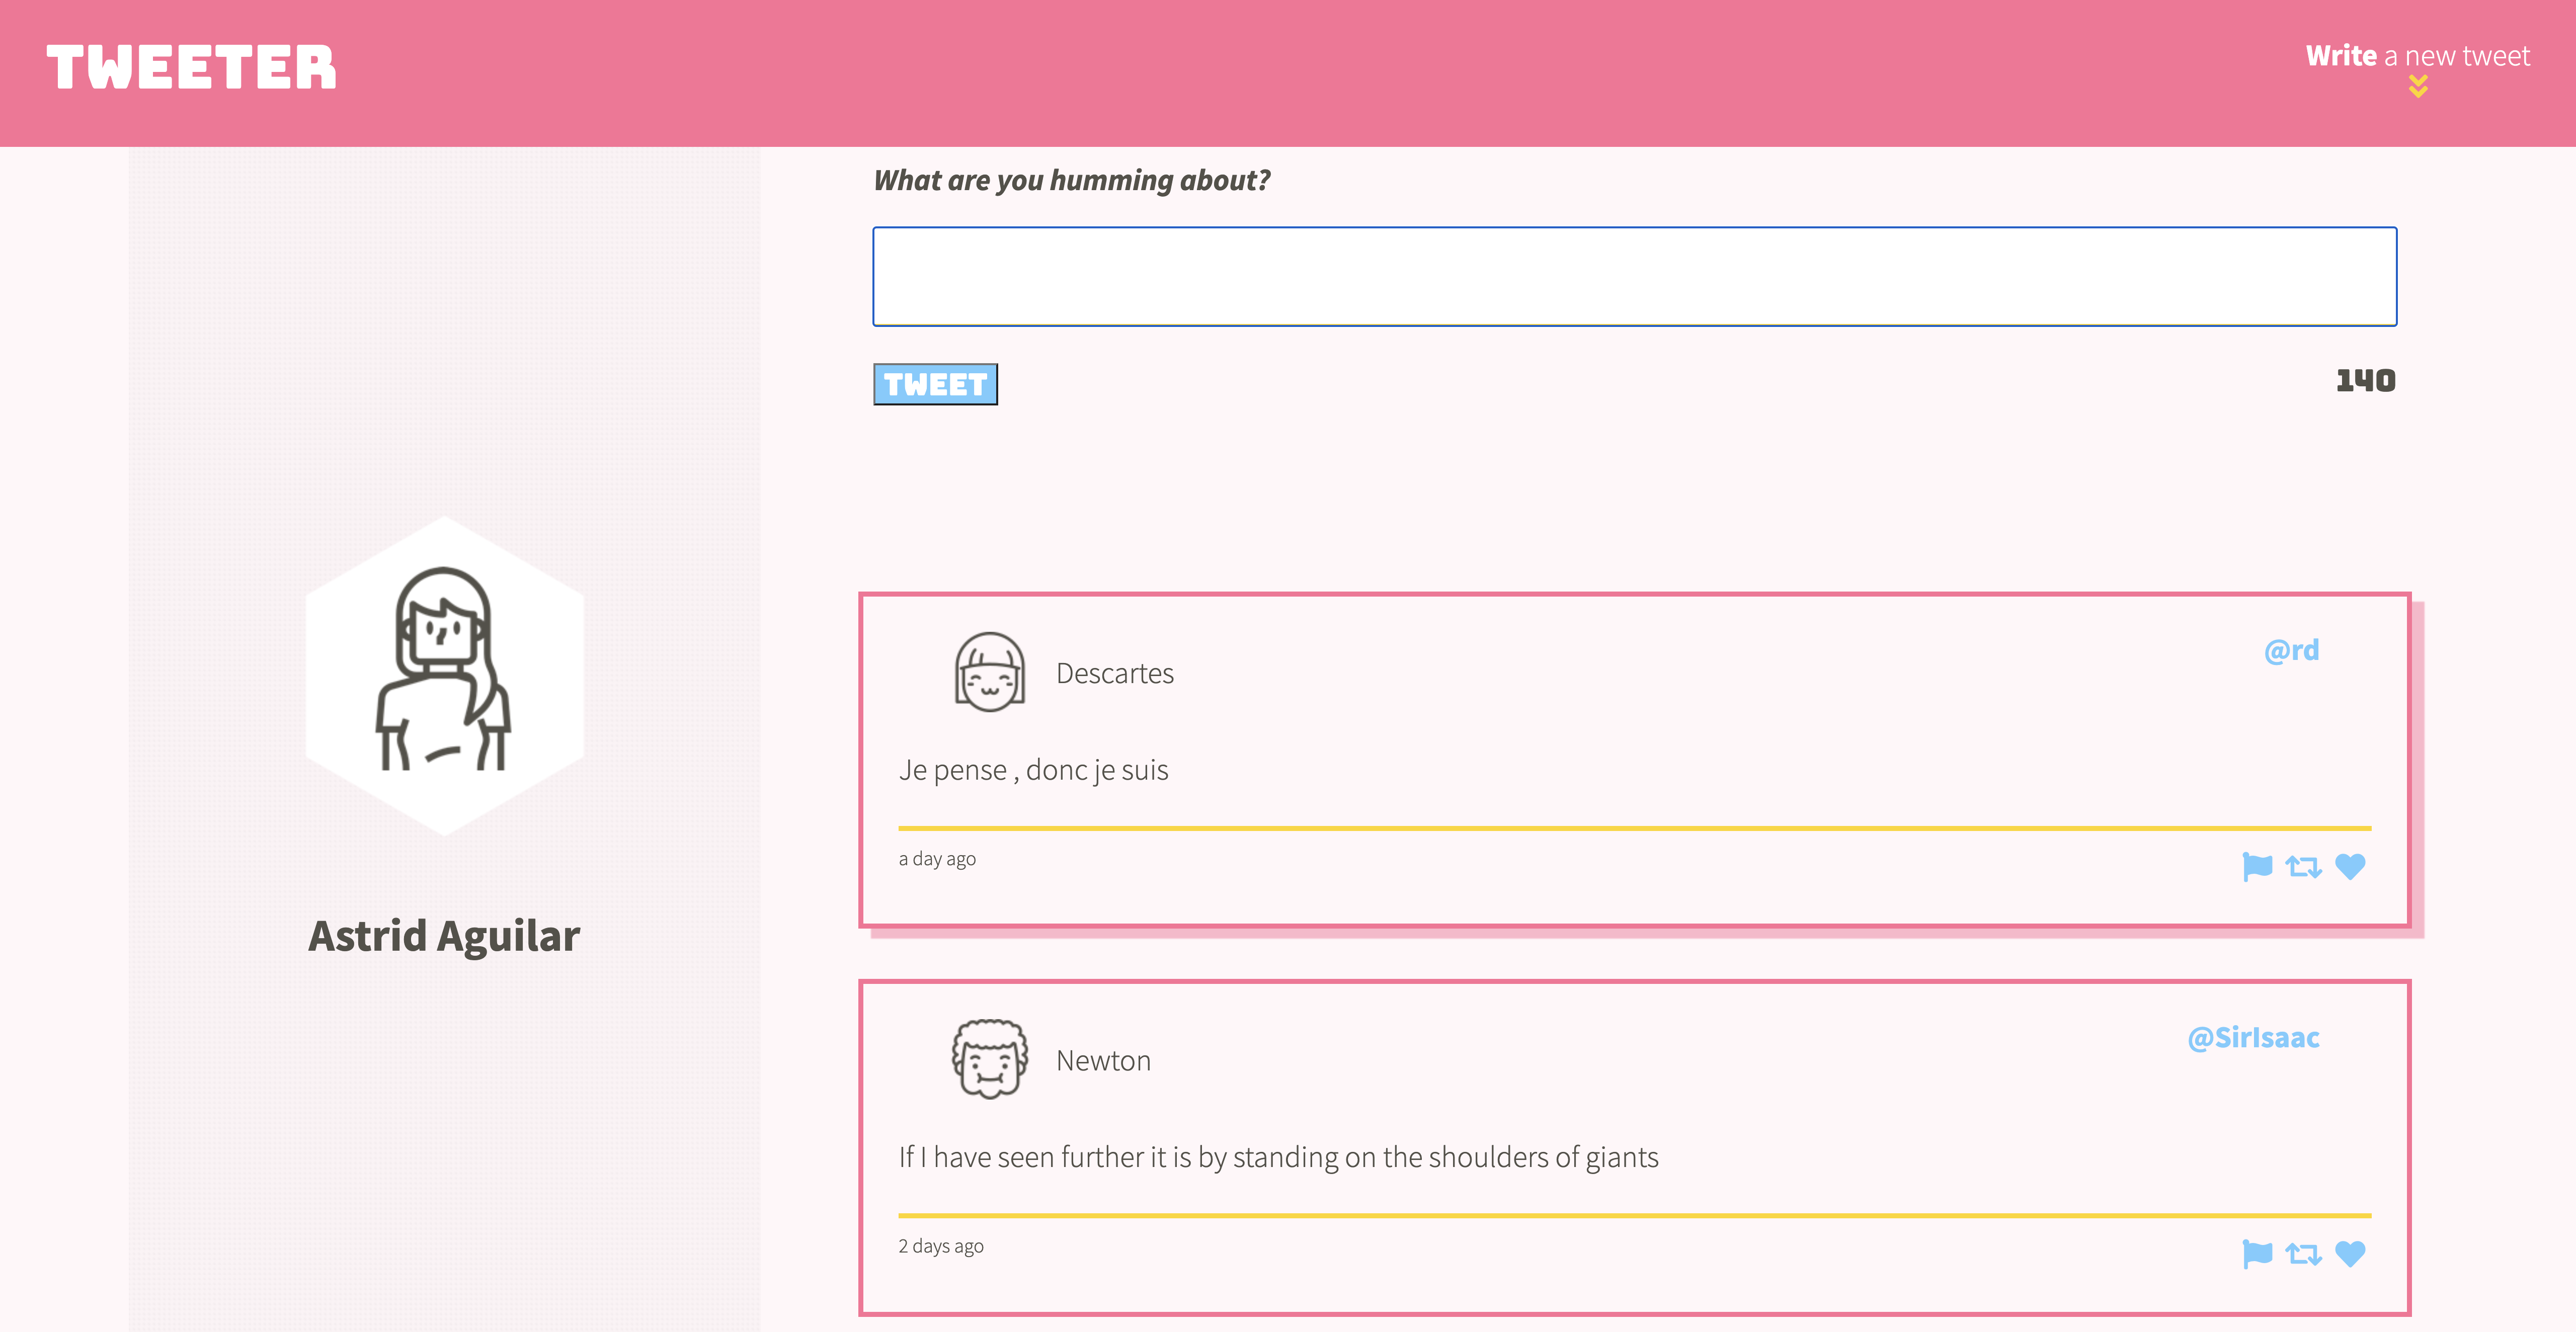 TWEETER
Write a new tweet
What are you humming about?
TWEET
140
Astrid Aguilar
Descartes
@rd
Je pense , donc je suis
a day ago
Newton
@SirIsaac
If I have seen further it is by standing on the shoulders of giants
2 days ago